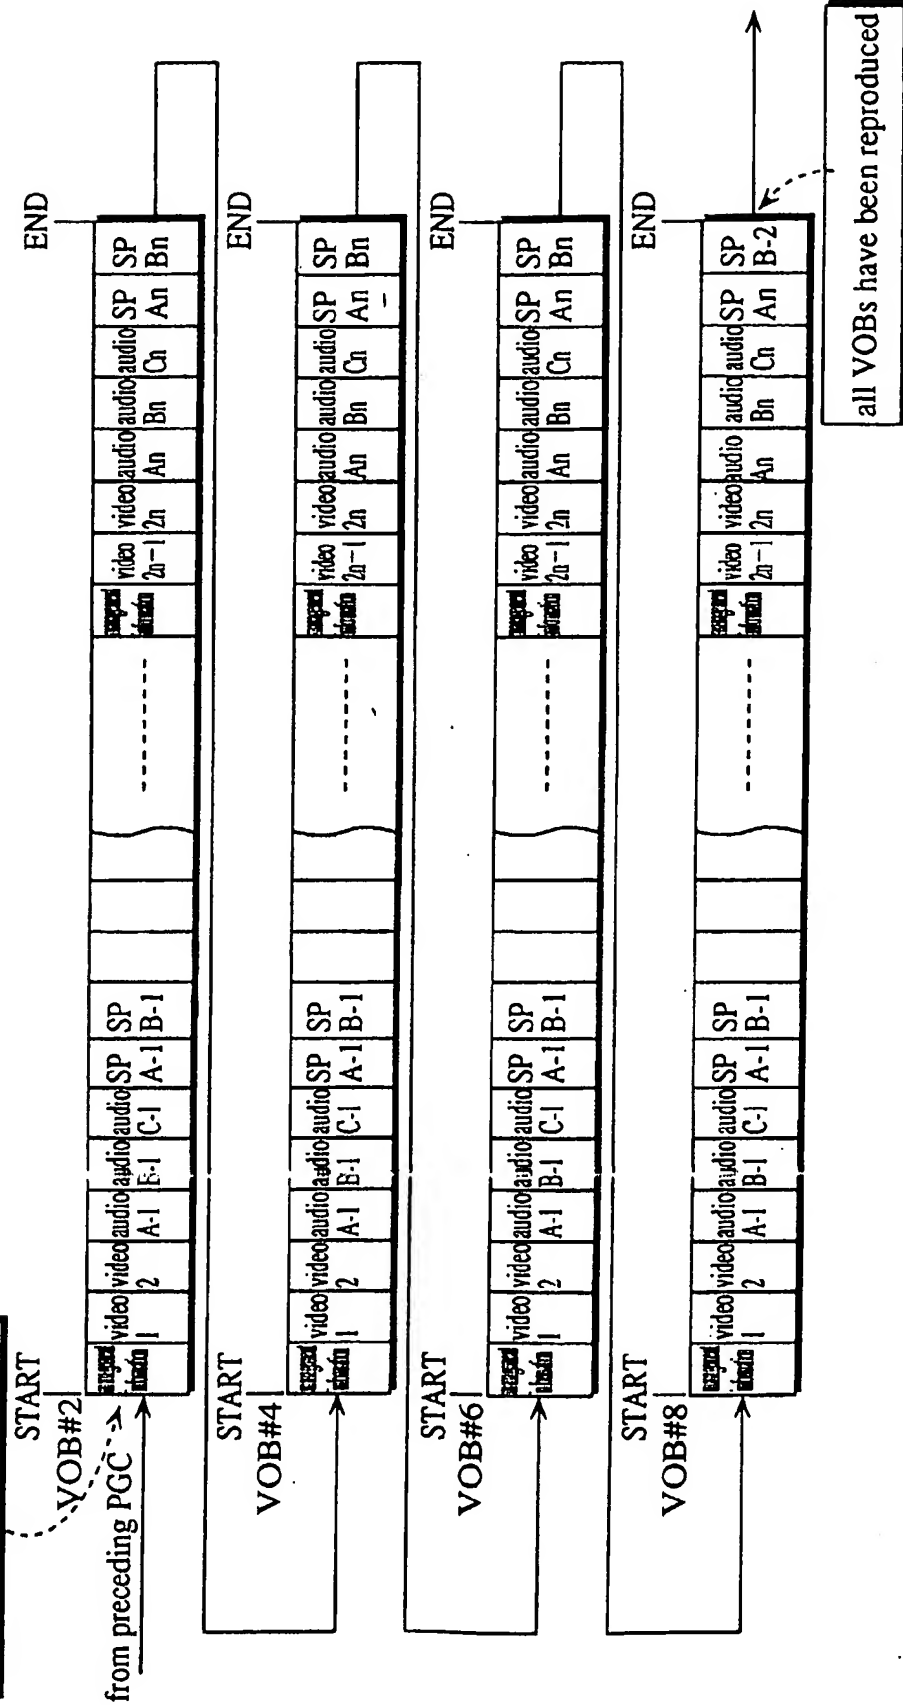 START END
VOB#2
from preceding PGC
video video audio audio audio SP SP video video audio audio audio SP SP
1 2 A-1 B-1 C-1 A-1 B-1 2n-1 2n An Bn Cn An Bn
START END
VOB#4
video video audio audio audio SP SP video video audio audio audio SP SP
1 2 A-1 B-1 C-1 A-1 B-1 2n-1 2n An Bn Cn An Bn
START END
VOB#6
video video audio audio audio SP SP video video audio audio audio SP SP
1 2 A-1 B-1 C-1 A-1 B-1 2n-1 2n An Bn Cn An Bn
START END
VOB#8
video video audio audio audio SP SP video video audio audio audio SP SP
1 2 A-1 B-1 C-1 A-1 B-1 2n-1 2n An Bn Cn An B-2
all VOBs have been reproduced